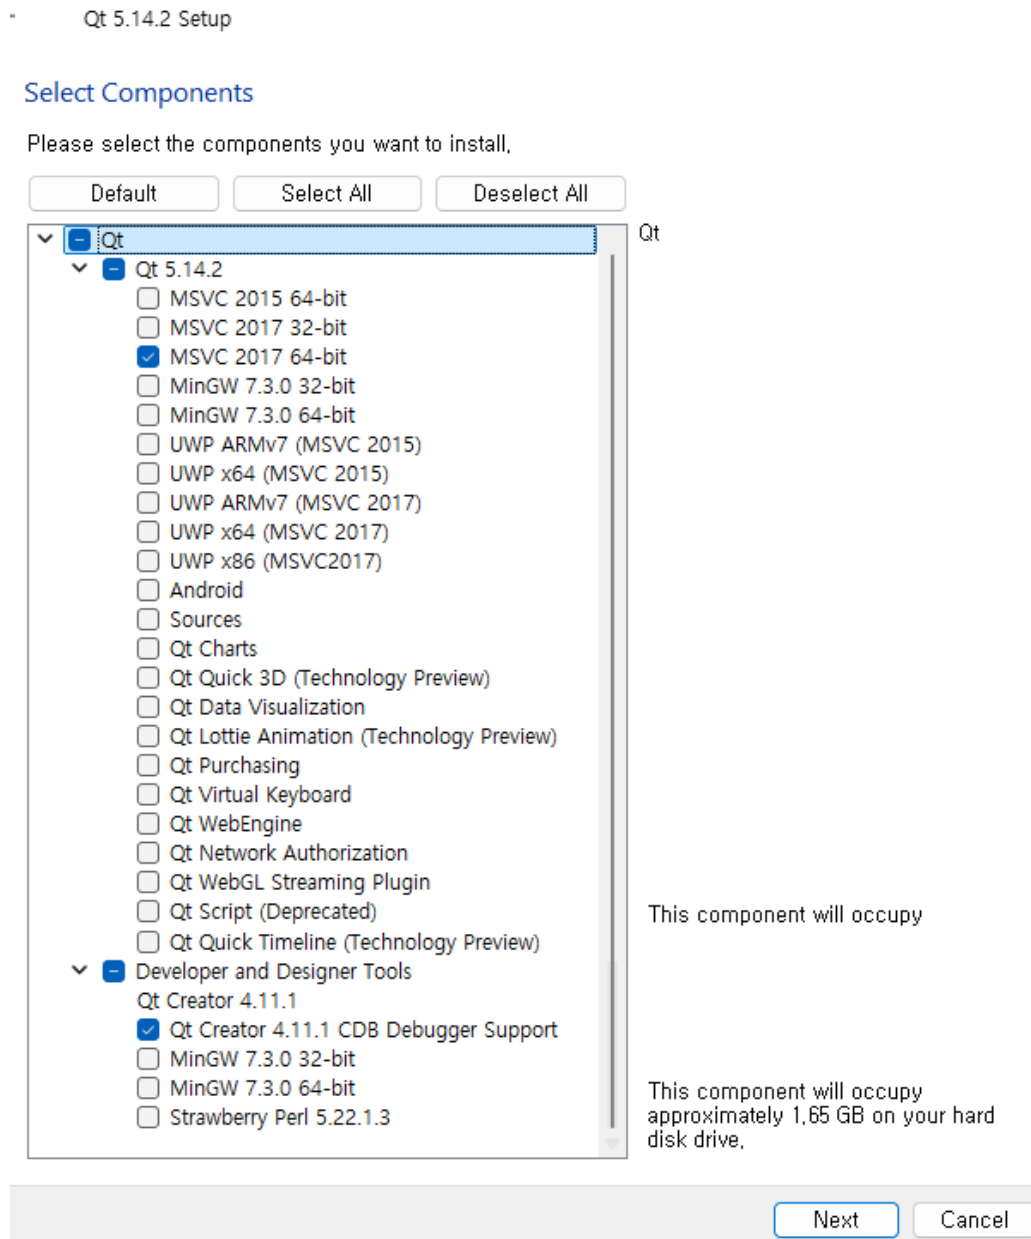 Qt 5.14.2 Setup
Select Components
Please select the components you want to install,
Default
Select All
Deselect All
Qt
Qt
Qt 5.14.2
MSVC 2015 64-bit
MSVC 2017 32-bit
MSVC 2017 64-bit
MinGW 7.3.0 32-bit
MinGW 7.3.0 64-bit
UWP ARMv7 (MSVC 2015)
UWP x64 (MSVC 2015)
UWP ARMv7 (MSVC 2017)
UWP x64 (MSVC 2017)
UWP x86 (MSVC2017)
Android
Sources
Qt Charts
Qt Quick 3D (Technology Preview)
Qt Data Visualization
Qt Lottie Animation (Technology Preview)
Qt Purchasing
Qt Virtual Keyboard
Qt WebEngine
Qt Network Authorization
Qt WebGL Streaming Plugin
Qt Script (Deprecated)
This component will occupy
Qt Quick Timeline (Technology Preview)
Developer and Designer Tools
Qt Creator 4.11.1
Qt Creator 4.11.1 CDB Debugger Support
MinGW 7.3.0 32-bit
MinGW 7.3.0 64-bit
Strawberry Perl 5.22.1.3
This component will occupy
approximately 1,65 GB on your hard
disk drive,
Next
Cancel